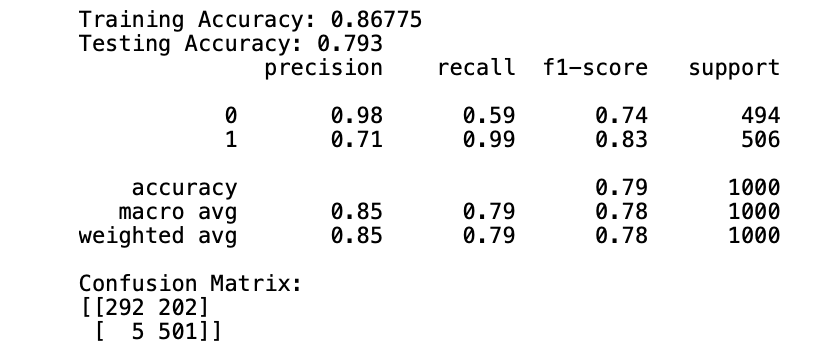 Training Accuracy: 0.86775
Testing Accuracy: 0.793
precision recall f1-score support
0 0.98 0.59 0.74 494
1 0.71 0.99 0.83 506
accuracy 0.79 1000
macro avg 0.85 0.79 0.78 1000
weighted avg 0.85 0.79 0.78 1000
Confusion Matrix:
[[292 202]
[ 5 501]]